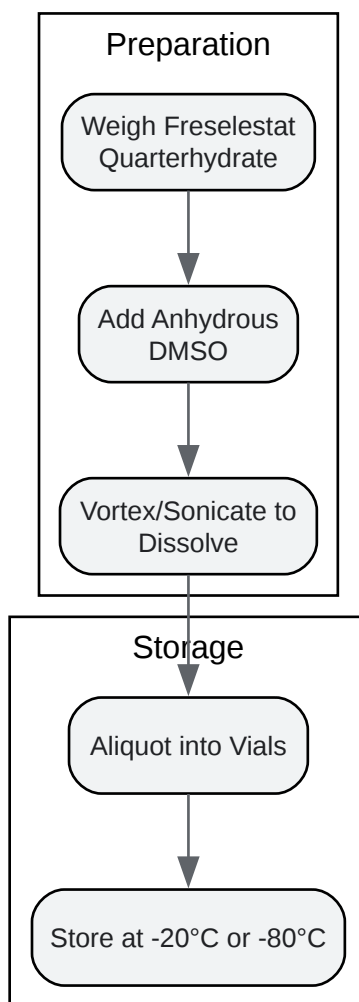 Preparation
Weigh Freselestat
Quarterhydrate
Add Anhydrous
DMSO
Vortex/Sonicate to
Dissolve
Storage
Aliquot into Vials
Store at -20°C or -80°C